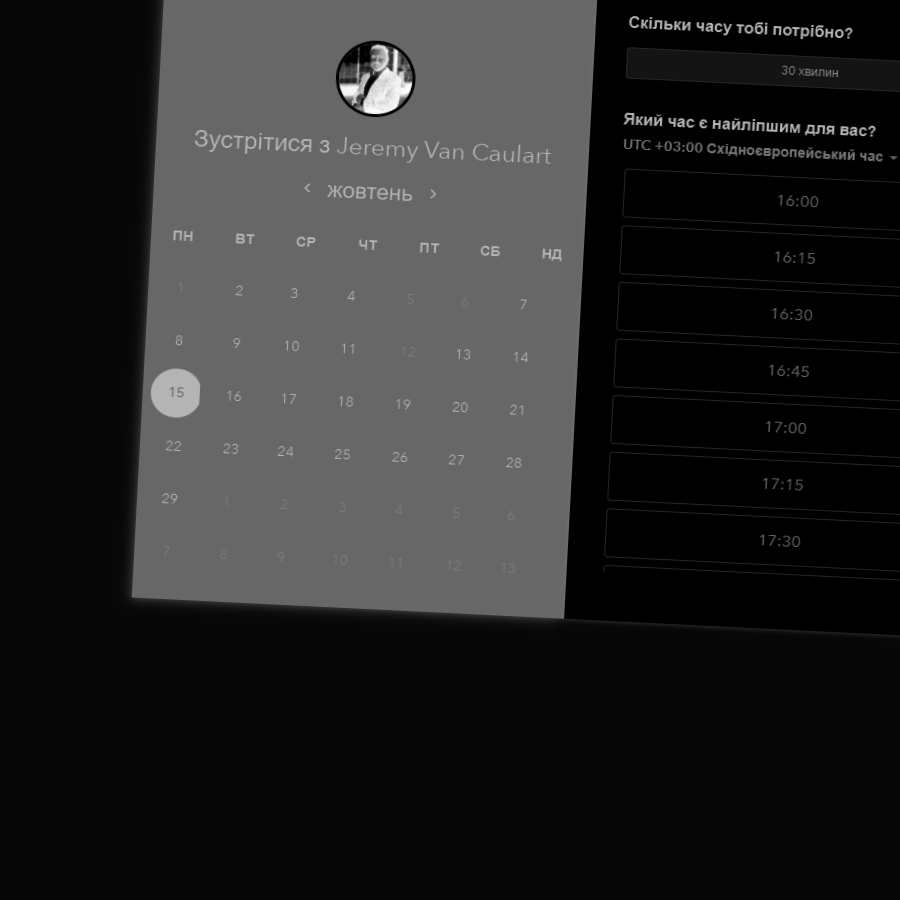 Зустрітися з Jeremy Van Caulart
жовтень
ПН ВТ СР ЧТ ПТ СБ НД
1 2 3 4 5 6 7
8 9 10 11 12 13 14
15 16 17 18 19 20 21
22 23 24 25 26 27 28
29 1 2 3 4 5 6
7 8 9 10 11 12 13
Скільки часу тобі потрібно?
30 хвилин
Який час є найліпшим для вас?
UTC +03:00 Східноєвропейський час
16:00
16:15
16:30
16:45
17:00
17:15
17:30